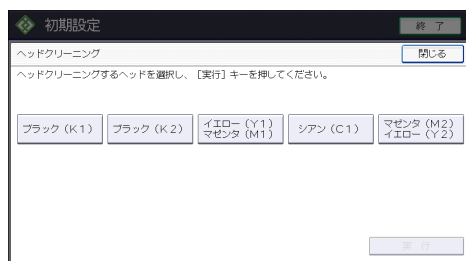 初期設定
終 了
ヘッドクリーニング
閉じる
ヘッドクリーニングするヘッドを選択し、［実行］キーを押してください。
ブラック（K1）
ブラック（K2）
イエロー（Y1）
マゼンタ（M1）
シアン（C1）
マゼンタ（M2）
イエロー（Y2）
実 行